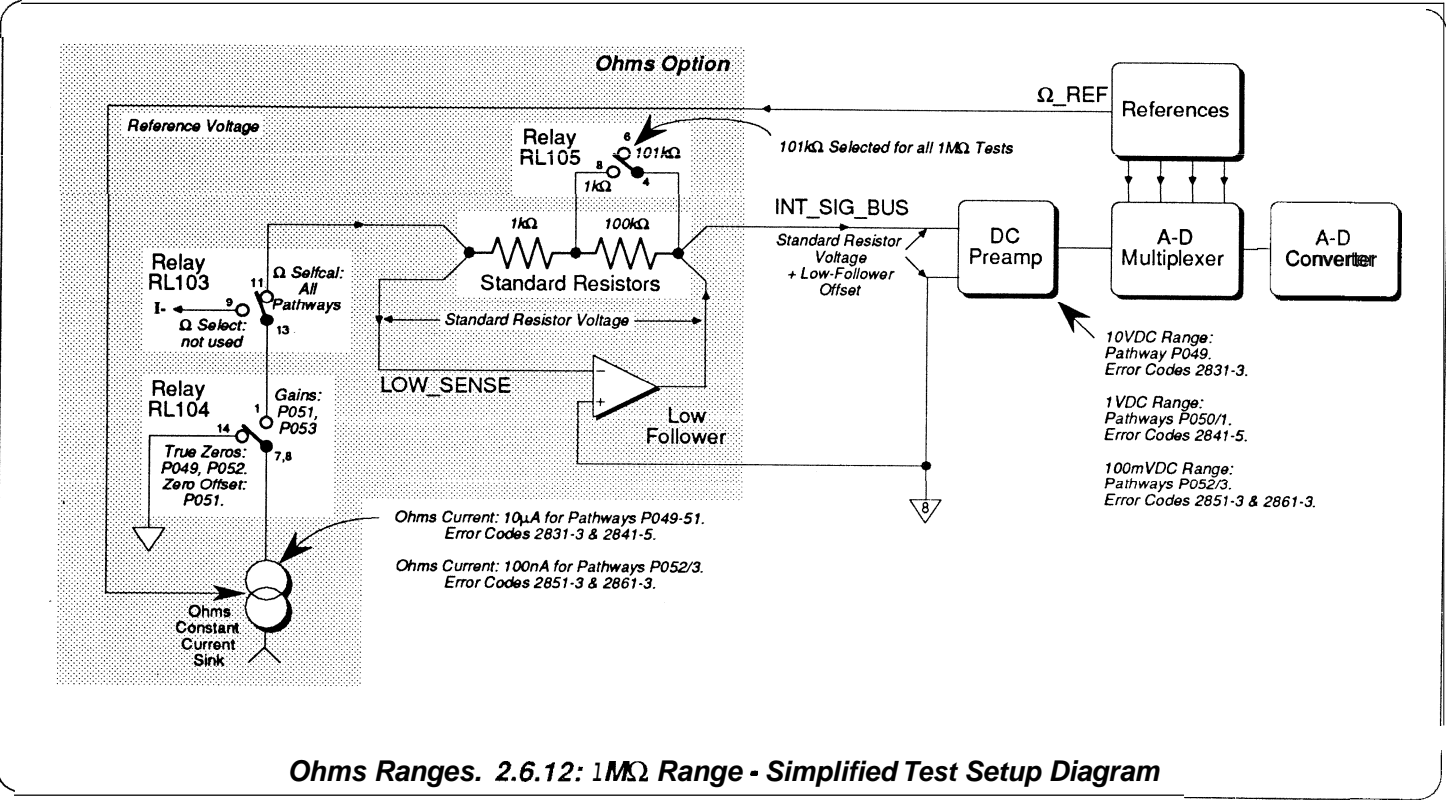 Ohms Option
Ω_REF
References
Reference Voltage
Relay
RL105
6
101kΩ
8
1kΩ
4
101kΩ Selected for all 1MΩ Tests
1kΩ
100kΩ
Standard Resistors
Standard Resistor Voltage
INT_SIG_BUS
Standard Resistor
Voltage
+ Low-Follower
Offset
DC
Preamp
A-D
Multiplexer
A-D
Converter
Relay
RL103
11
Ω Selfcal:
All
Pathways
I-
9
Ω Select:
not used
13
LOW_SENSE
−
+
Low
Follower
Relay
RL104
1
Gains:
P051,
P053
14
7,8
True Zeros:
P049, P052.
Zero Offset:
P051.
10VDC Range:
Pathway P049.
Error Codes 2831-3.
1VDC Range:
Pathways P050/1.
Error Codes 2841-5.
100mVDC Range:
Pathways P052/3.
Error Codes 2851-3 & 2861-3.
8
Ohms Current: 10µA for Pathways P049-51.
Error Codes 2831-3 & 2841-5.
Ohms Current: 100nA for Pathways P052/3.
Error Codes 2851-3 & 2861-3.
Ohms
Constant
Current
Sink
Ohms Ranges. 2.6.12: 1MΩ Range - Simplified Test Setup Diagram